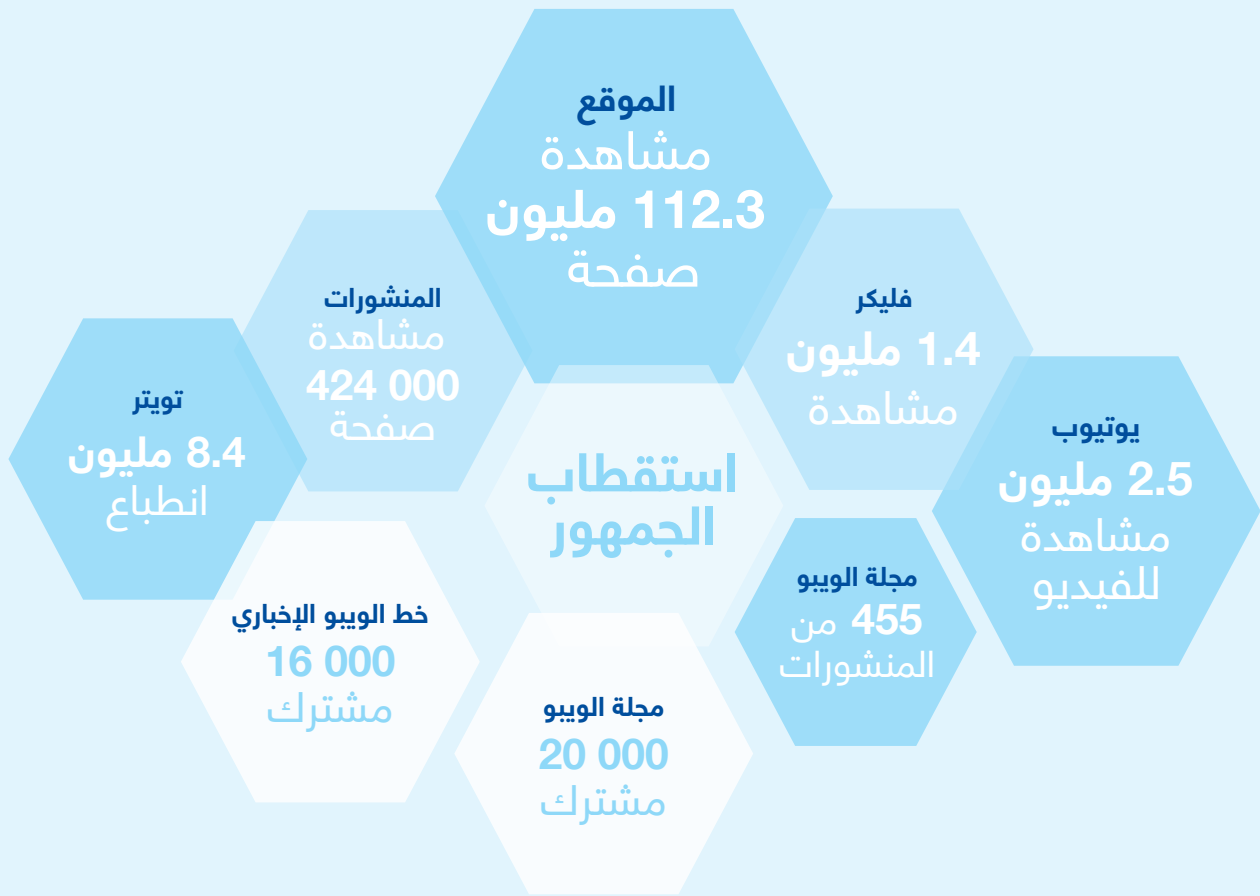 الموقع
مشاهدة
112.3 مليون
صفحة
فليكر
1.4 مليون
مشاهدة
المنشورات
مشاهدة
424 000
صفحة
يوتيوب
2.5 مليون
مشاهدة
للفيديو
تويتر
8.4 مليون
انطباع
استقطاب
الجمهور
مجلة الويبو
455 من
المنشورات
خط الويبو الإخباري
16 000
مشترك
مجلة الويبو
20 000
مشترك